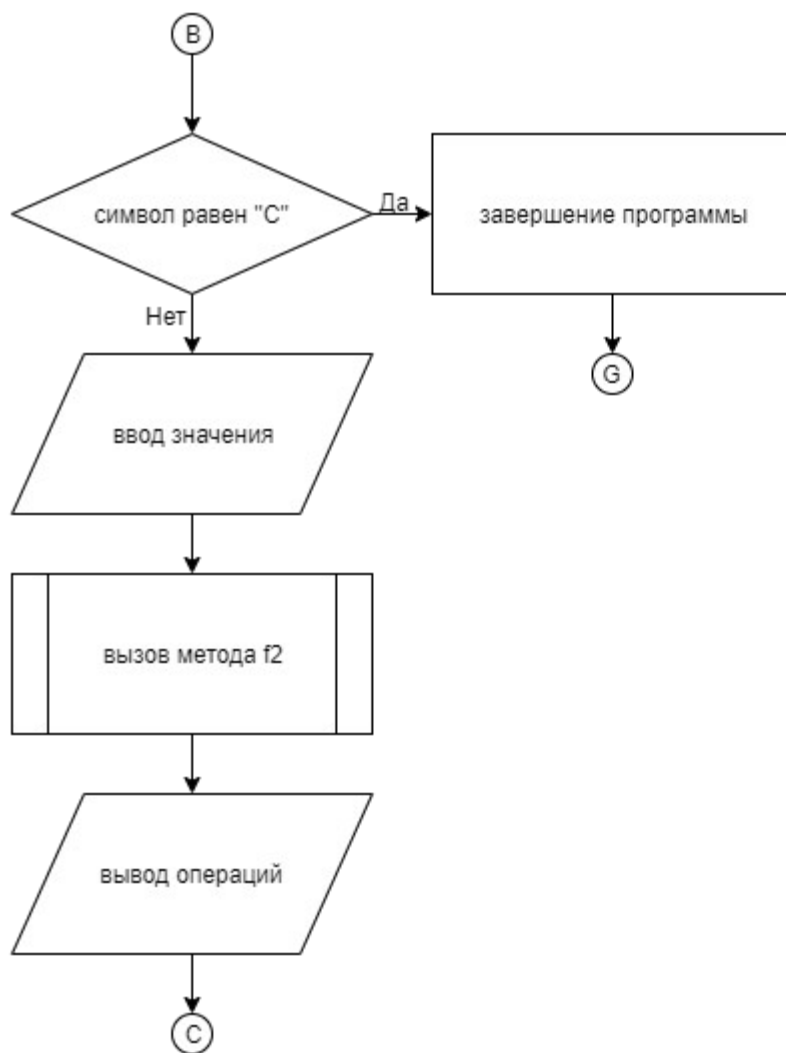 B
символ равен "С"
Да
завершение программы
Нет
G
ввод значения
вызов метода f2
вывод операций
C